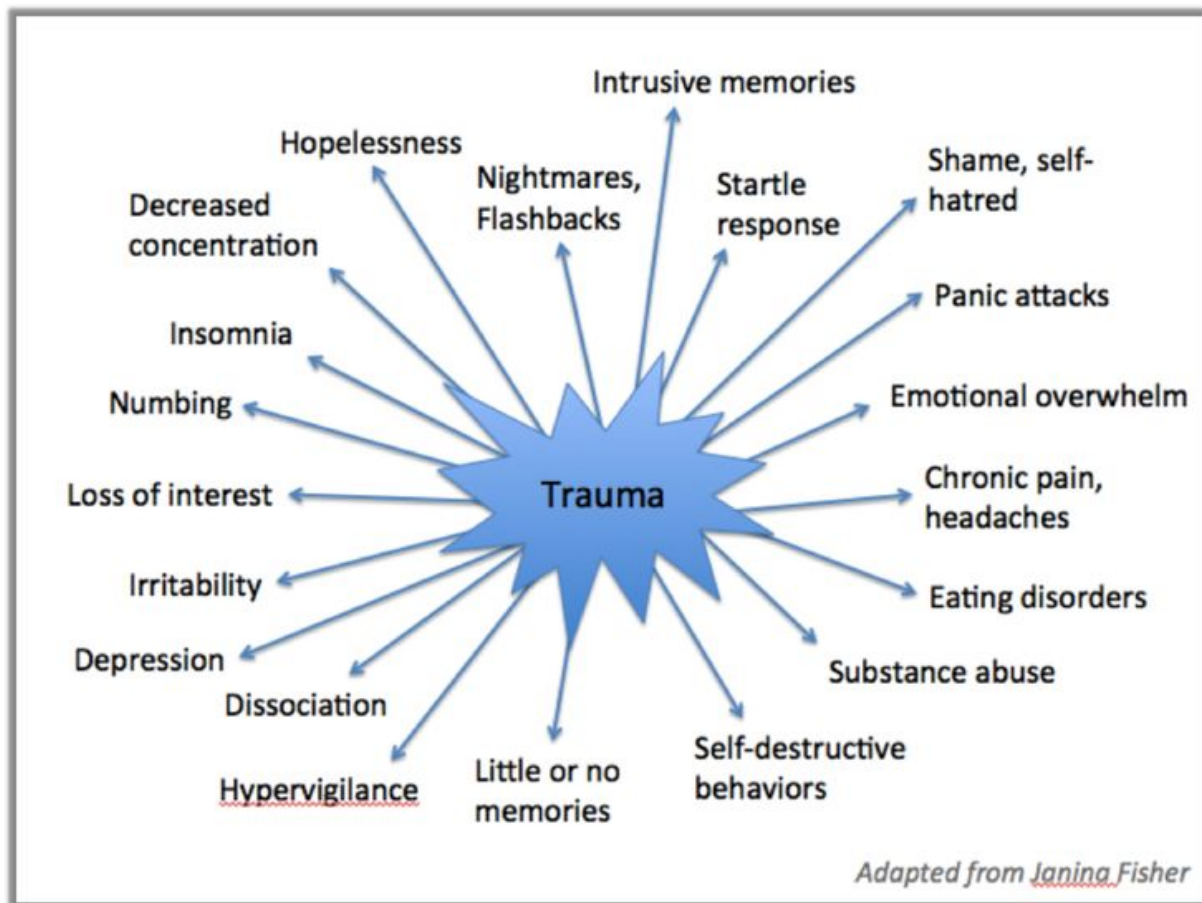 Intrusive memories
Hopelessness
Nightmares,
Flashbacks
Startle
response
Shame, self-
hatred
Decreased
concentration
Panic attacks
Insomnia
Numbing
Emotional overwhelm
Loss of interest
Trauma
Chronic pain,
headaches
Irritability
Eating disorders
Depression
Substance abuse
Dissociation
Hypervigilance
Little or no
memories
Self-destructive
behaviors
Adapted from Janina Fisher